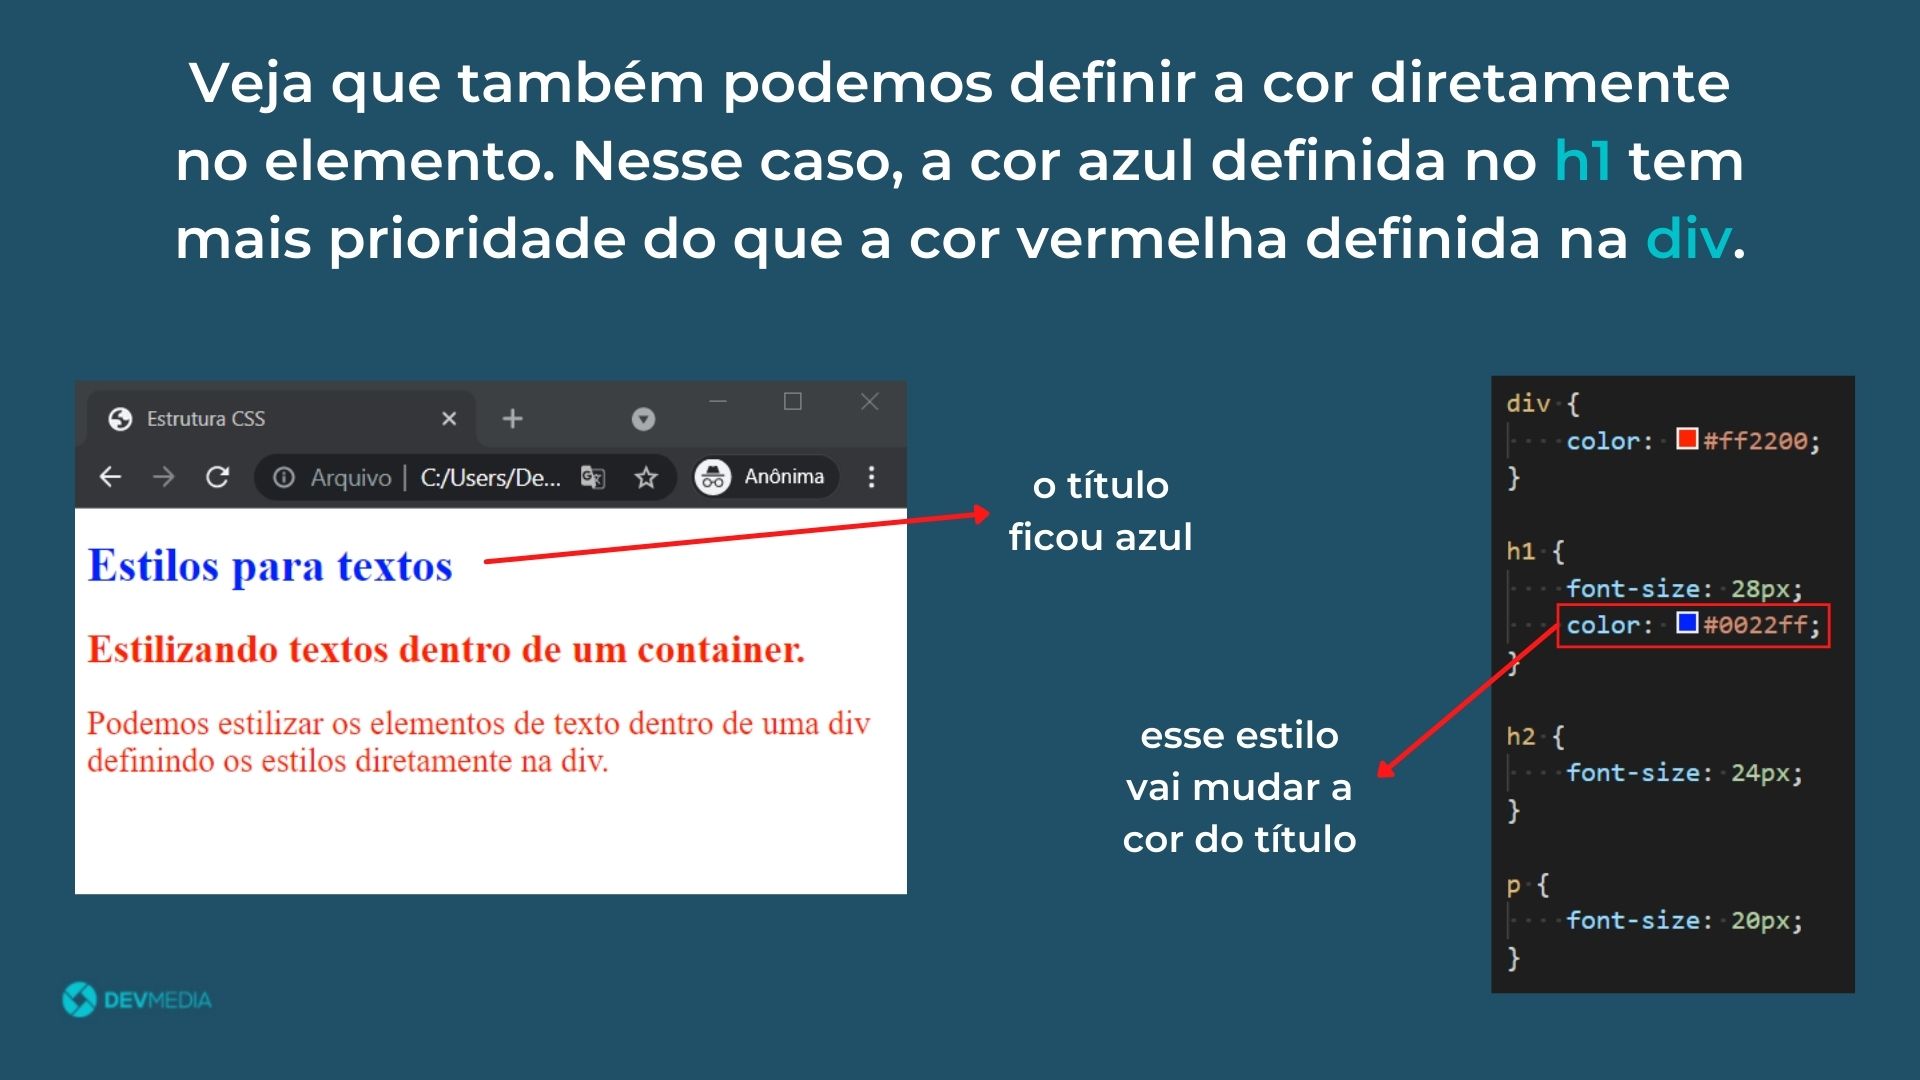 Veja que também podemos definir a cor diretamente
no elemento. Nesse caso, a cor azul definida no h1 tem
mais prioridade do que a cor vermelha definida na div.
Estrutura CSS
Arquivo | C:/Users/De...
Anônima
Estilos para textos
Estilizando textos dentro de um container.
Podemos estilizar os elementos de texto dentro de uma div
definindo os estilos diretamente na div.
o título
ficou azul
esse estilo
vai mudar a
cor do título
div {
color: #ff2200;
}
h1 {
font-size: 28px;
color: #0022ff;
}
h2 {
font-size: 24px;
}
p {
font-size: 20px;
}
DEVMEDIA